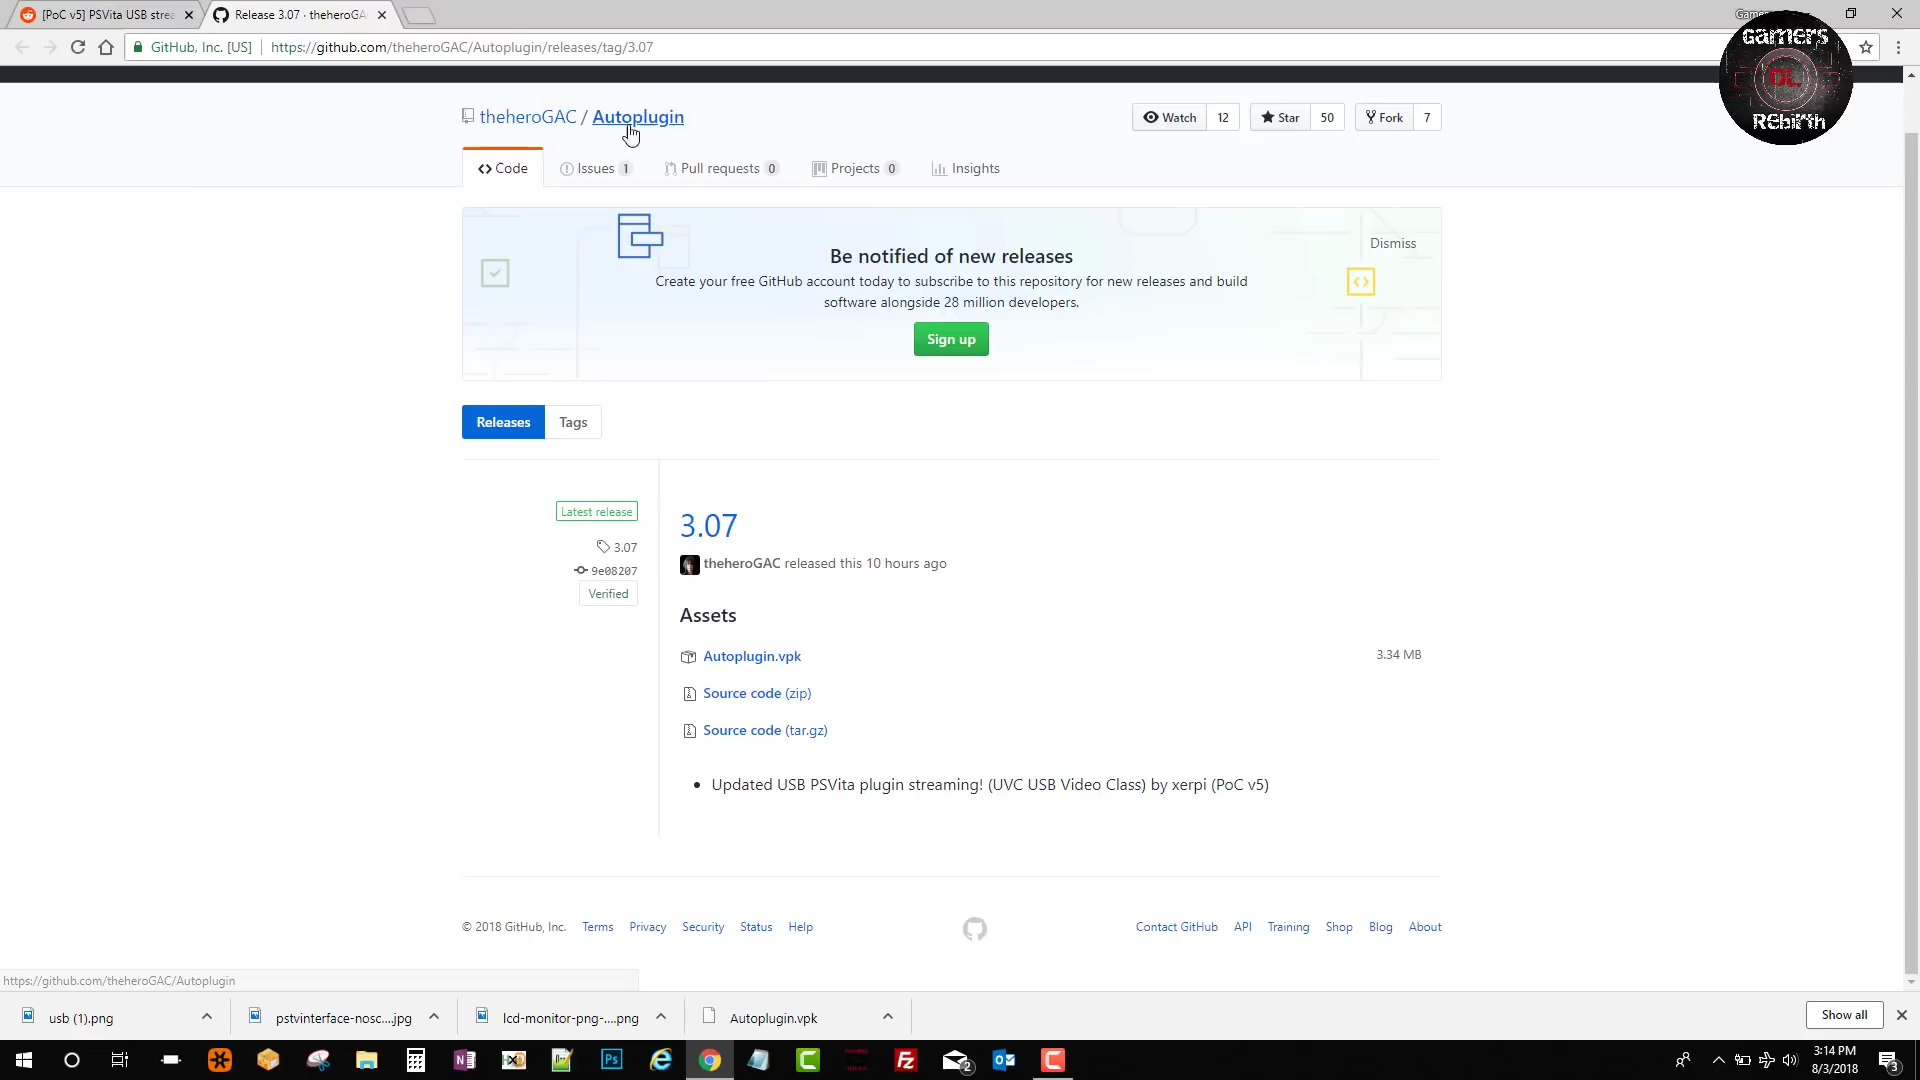 [PoC v5] PSVita USB strea
Release 3.07 · theheroGA
GitHub, Inc. [US]
https://github.com/theheroGAC/Autoplugin/releases/tag/3.07
GAMERS
REbirth
theheroGAC / Autoplugin
Watch 12
Star 50
Fork 7
Code
Issues 1
Pull requests 0
Projects 0
Insights
Be notified of new releases
Dismiss
Create your free GitHub account today to subscribe to this repository for new releases and build
software alongside 28 million developers.
Sign up
Releases
Tags
Latest release
3.07
9e08207
Verified
3.07
theheroGAC released this 10 hours ago
Assets
Autoplugin.vpk
3.34 MB
Source code (zip)
Source code (tar.gz)
• Updated USB PSVita plugin streaming! (UVC USB Video Class) by xerpi (PoC v5)
© 2018 GitHub, Inc.
Terms
Privacy
Security
Status
Help
Contact GitHub
API
Training
Shop
Blog
About
https://github.com/theheroGAC/Autoplugin
usb (1).png
pstvinterface-nosc....jpg
lcd-monitor-png-....png
Autoplugin.vpk
Show all
3:14 PM
8/3/2018